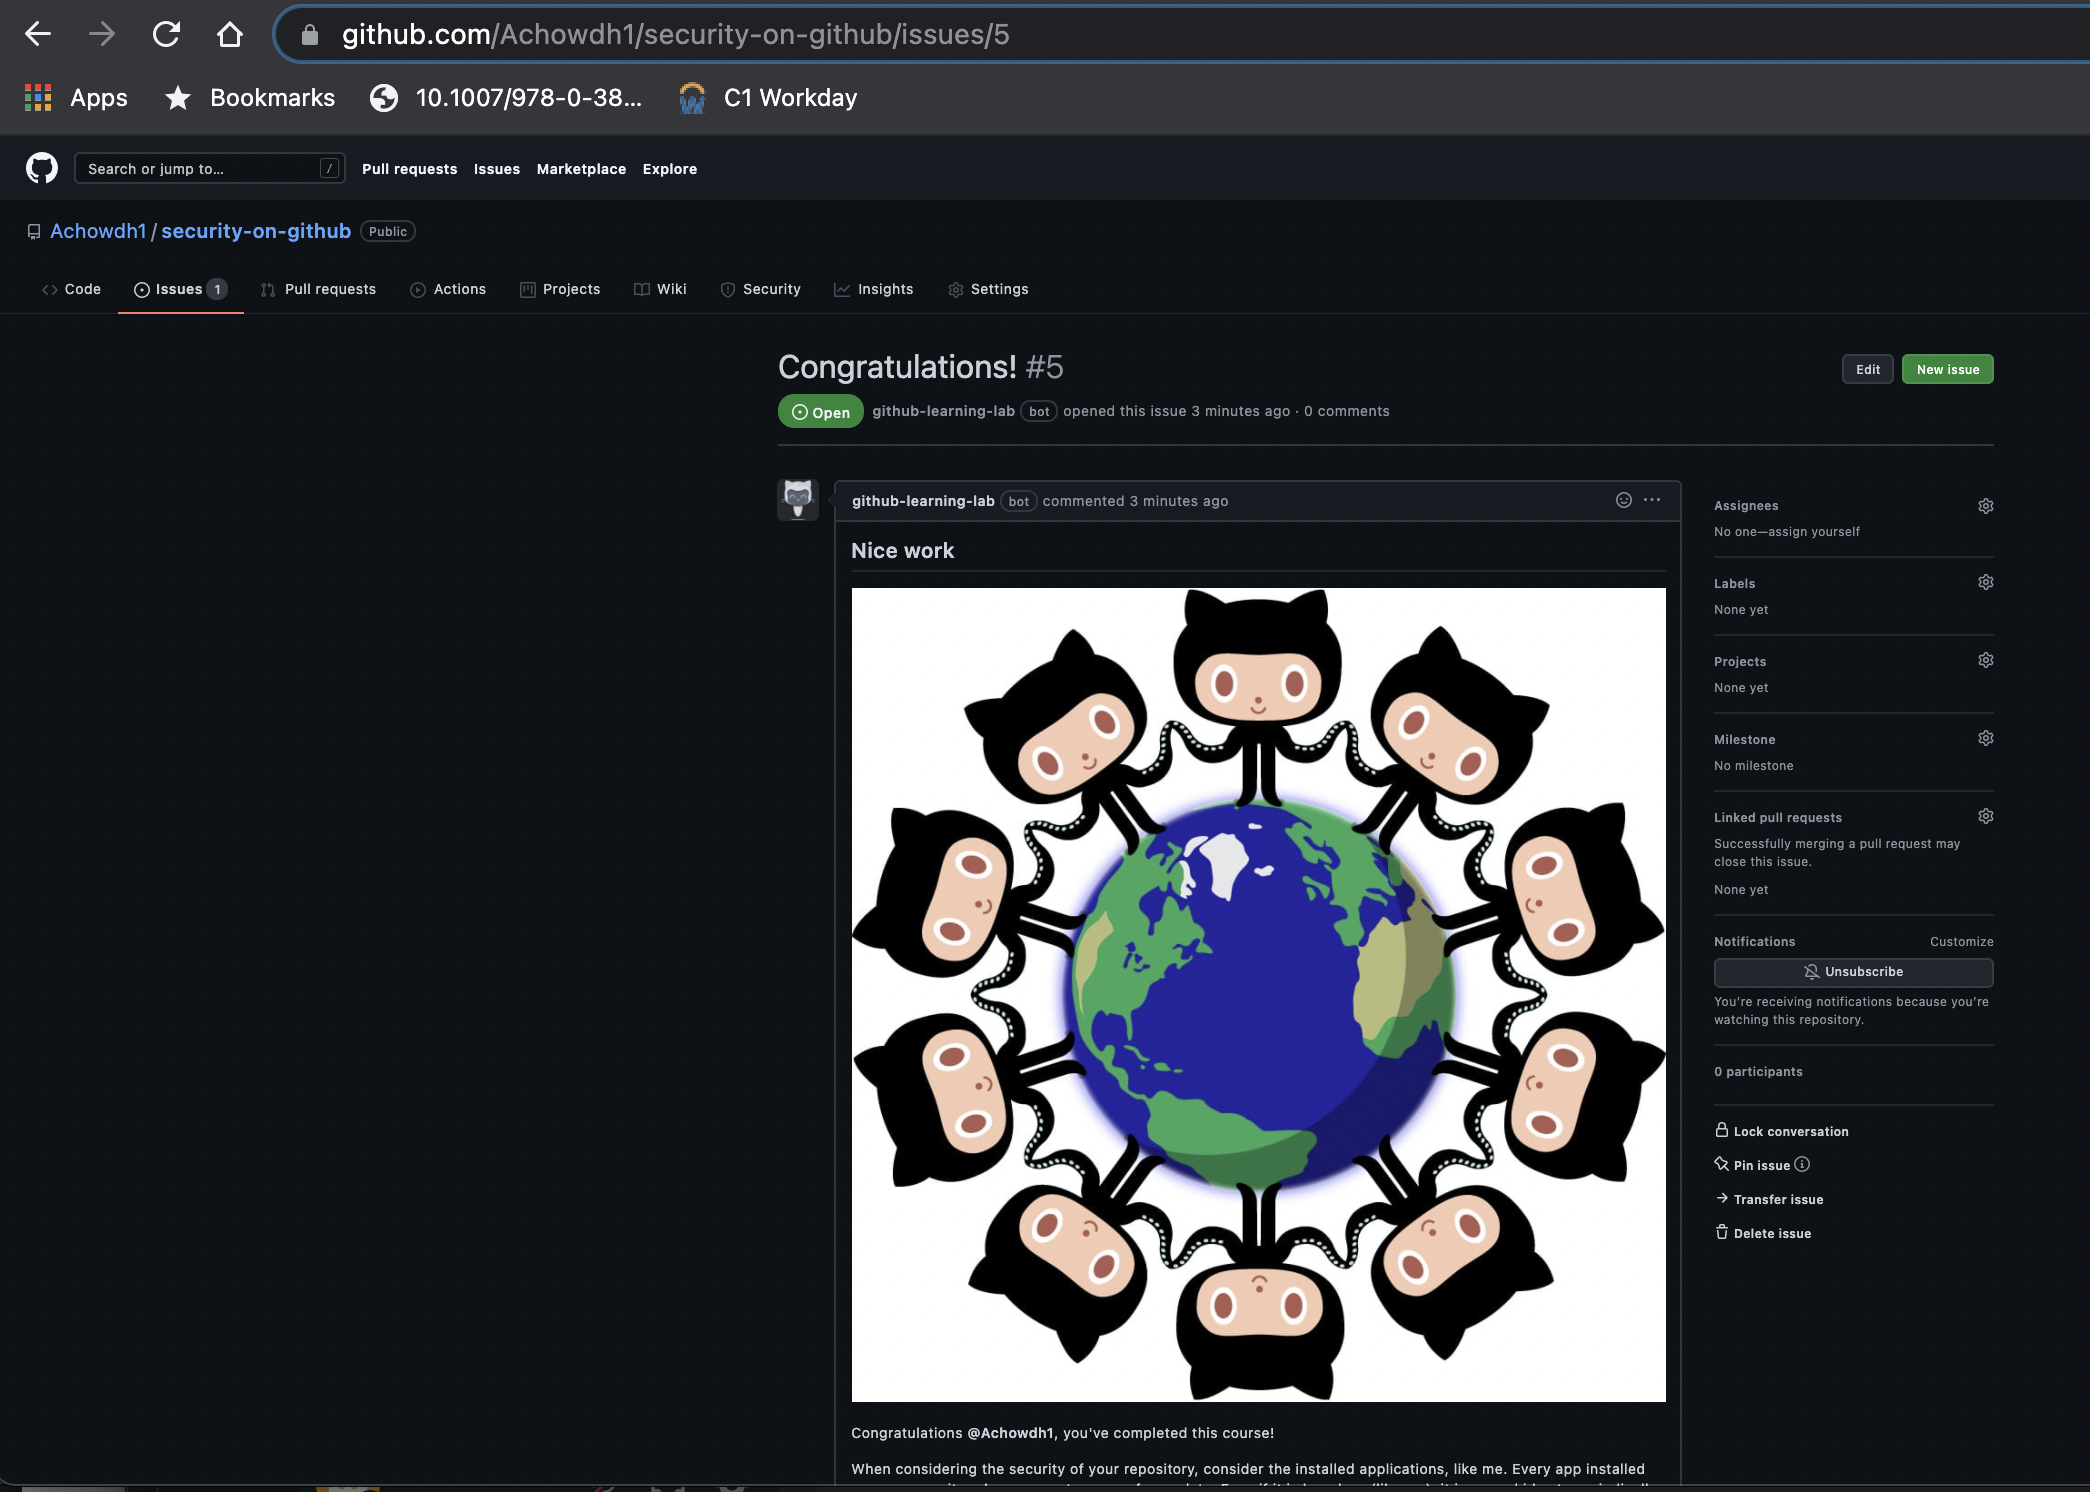 github.com/Achowdh1/security-on-github/issues/5
Apps Bookmarks 10.1007/978-0-38... C1 Workday
Search or jump to... / Pull requests Issues Marketplace Explore
Achowdh1 / security-on-github Public
Code Issues 1 Pull requests Actions Projects Wiki Security Insights Settings
Congratulations! #5
Edit New issue
Open github-learning-lab bot opened this issue 3 minutes ago · 0 comments
github-learning-lab bot commented 3 minutes ago
Nice work
Congratulations @Achowdh1, you've completed this course!
When considering the security of your repository, consider the installed applications, like me. Every app installed
Assignees
No one—assign yourself
Labels
None yet
Projects
None yet
Milestone
No milestone
Linked pull requests
Successfully merging a pull request may
close this issue.
None yet
Notifications Customize
Unsubscribe
You're receiving notifications because you're
watching this repository.
0 participants
Lock conversation
Pin issue
Transfer issue
Delete issue